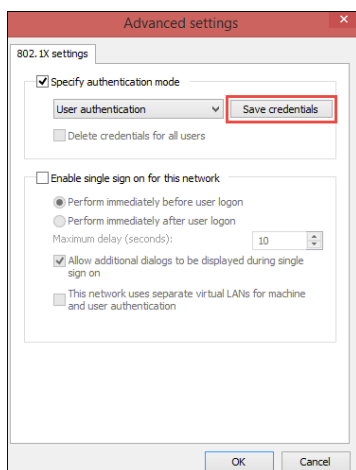 Advanced settings
×
802.1X settings
Specify authentication mode
User authentication
Save credentials
Delete credentials for all users
Enable single sign on for this network
Perform immediately before user logon
Perform immediately after user logon
Maximum delay (seconds):
10
Allow additional dialogs to be displayed during single
sign on
This network uses separate virtual LANs for machine
and user authentication
OK
Cancel